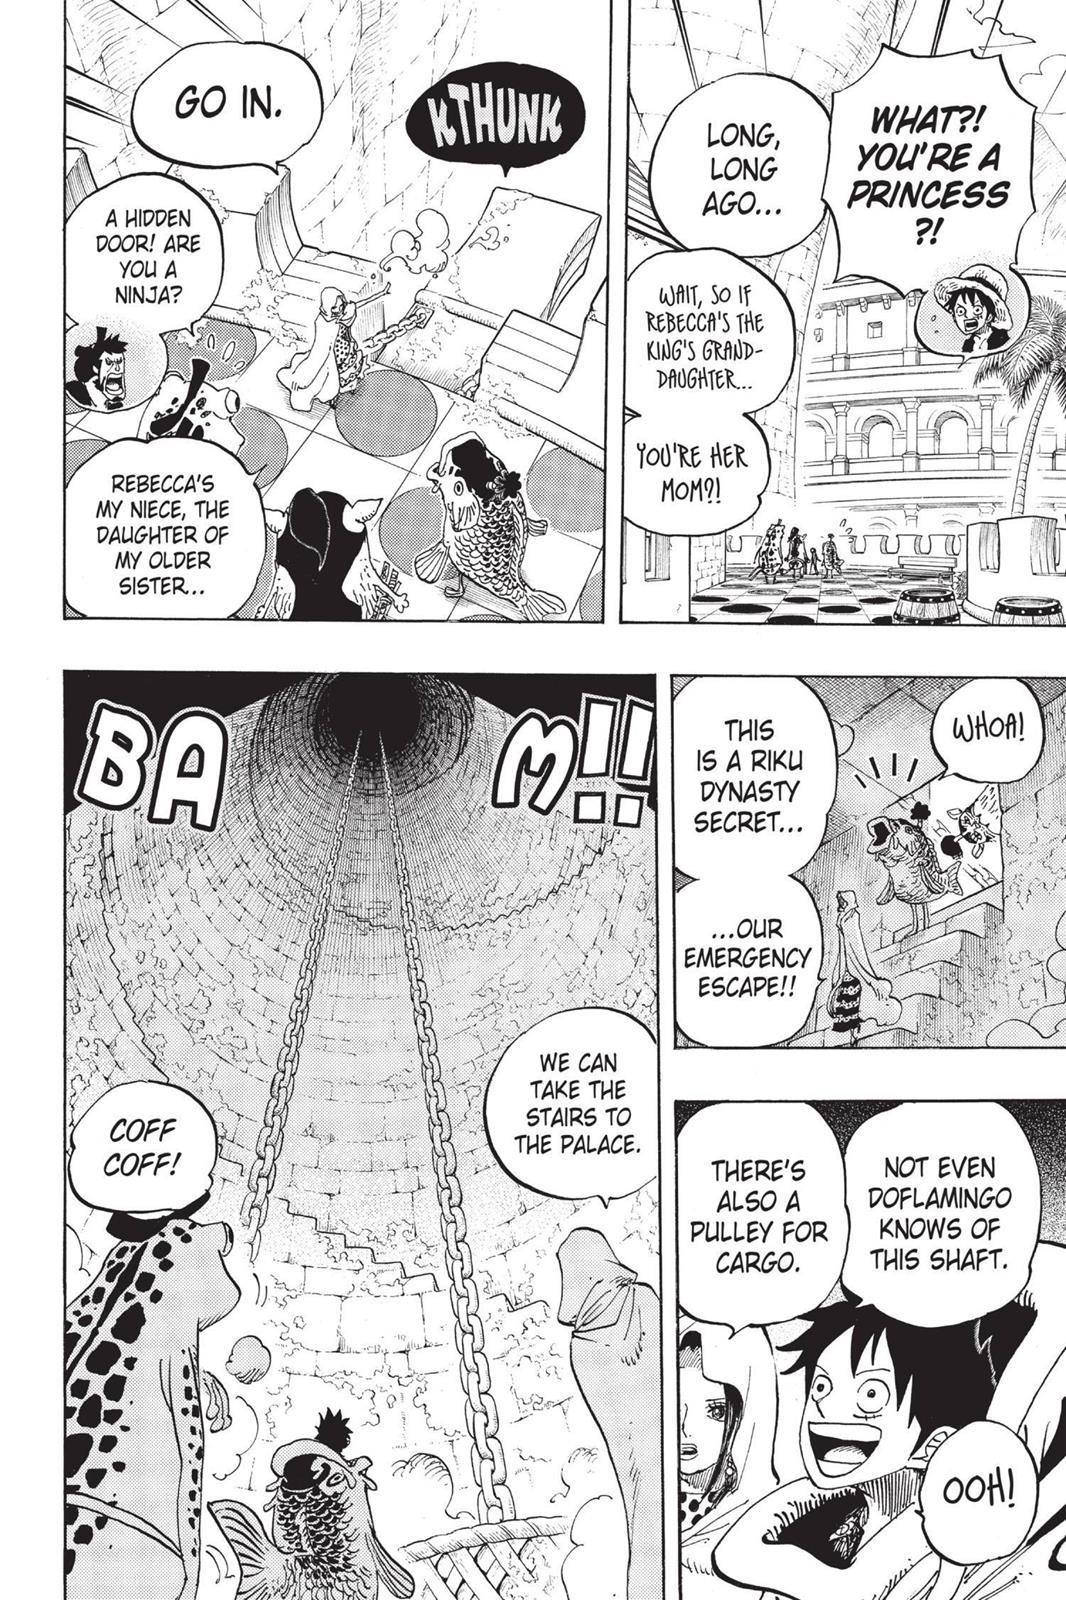 WHAT?!
YOU'RE A
PRINCESS
?!
LONG,
LONG
AGO...
WAIT, SO IF
REBECCA'S THE
KING'S GRAND-
DAUGHTER...
YOU'RE HER
MOM?!
KTHUNK
GO IN.
A HIDDEN
DOOR! ARE
YOU A
NINJA?
REBECCA'S
MY NIECE, THE
DAUGHTER OF
MY OLDER
SISTER...
WHOA!
THIS
IS A RIKU
DYNASTY
SECRET...
...OUR
EMERGENCY
ESCAPE!!
BAM!!
WE CAN
TAKE THE
STAIRS TO
THE PALACE.
COFF
COFF!
NOT EVEN
DOFLAMINGO
KNOWS OF
THIS SHAFT.
THERE'S
ALSO A
PULLEY FOR
CARGO.
OOH!